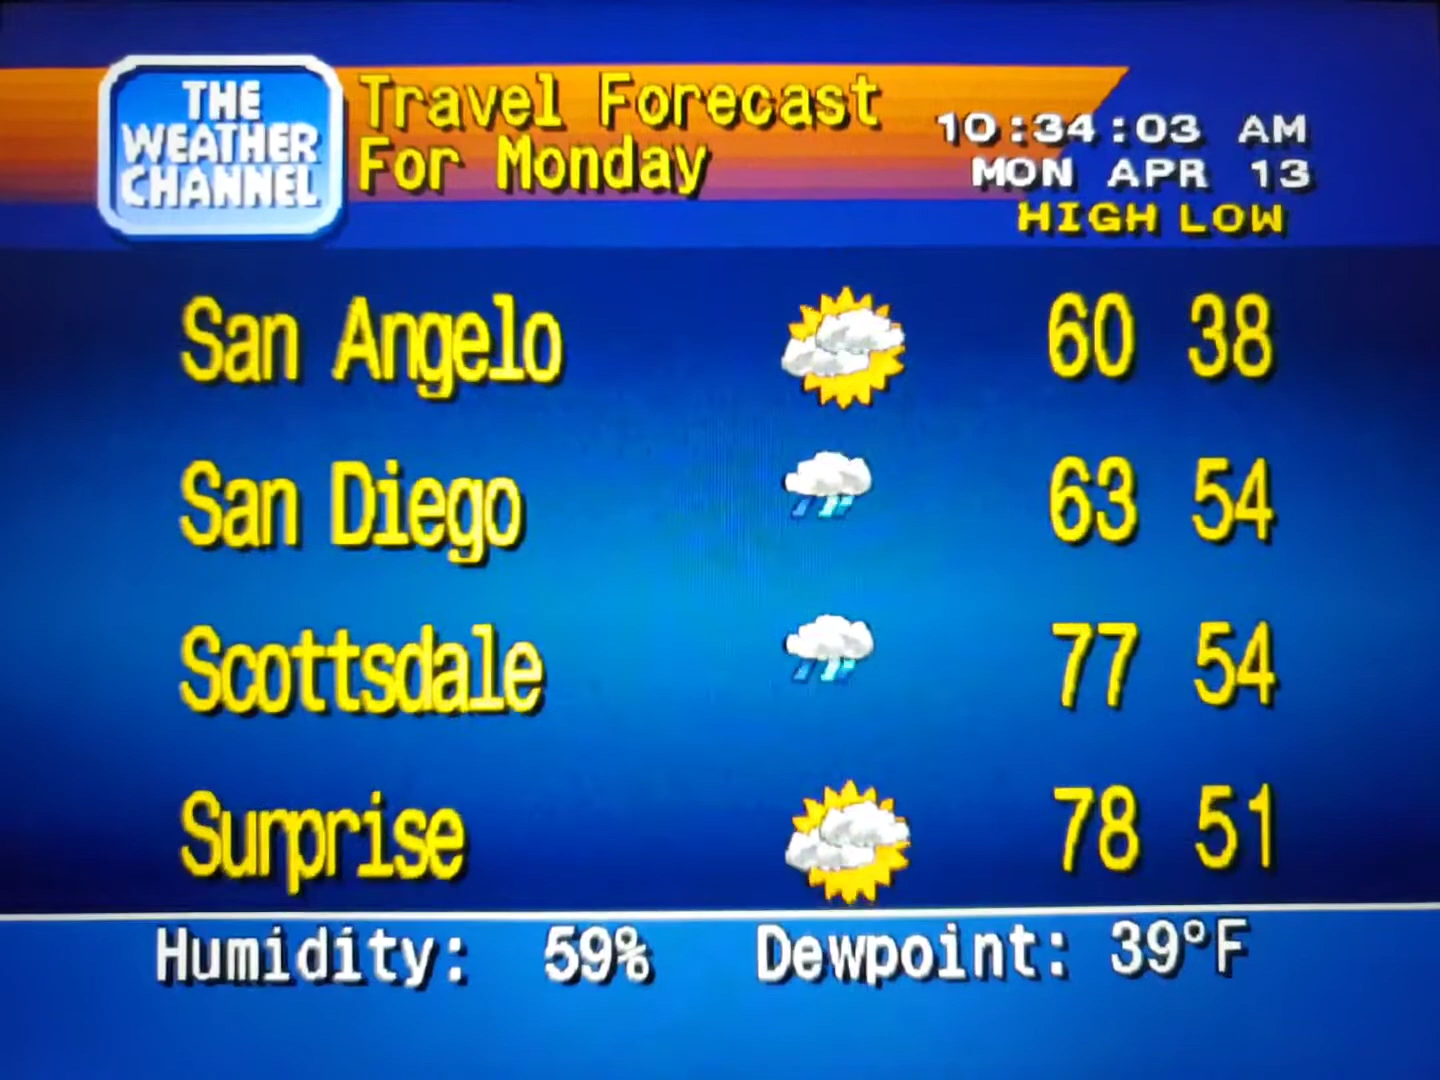 THE
WEATHER
CHANNEL
Travel Forecast
For Monday
10:34:03 AM
MON APR 13
HIGH LOW
San Angelo 60 38
San Diego 63 54
Scottsdale 77 54
Surprise 78 51
Humidity: 59% Dewpoint: 39°F